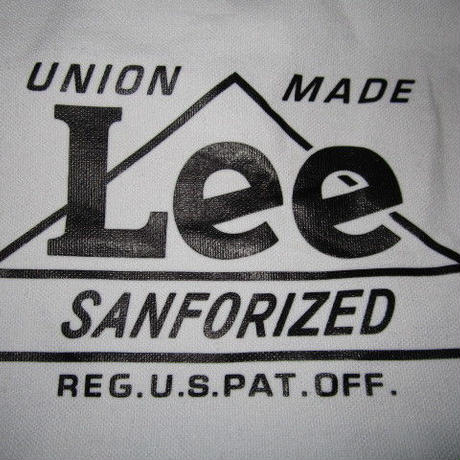 UNION MADE
Lee
SANFORIZED
REG.U.S.PAT.OFF.